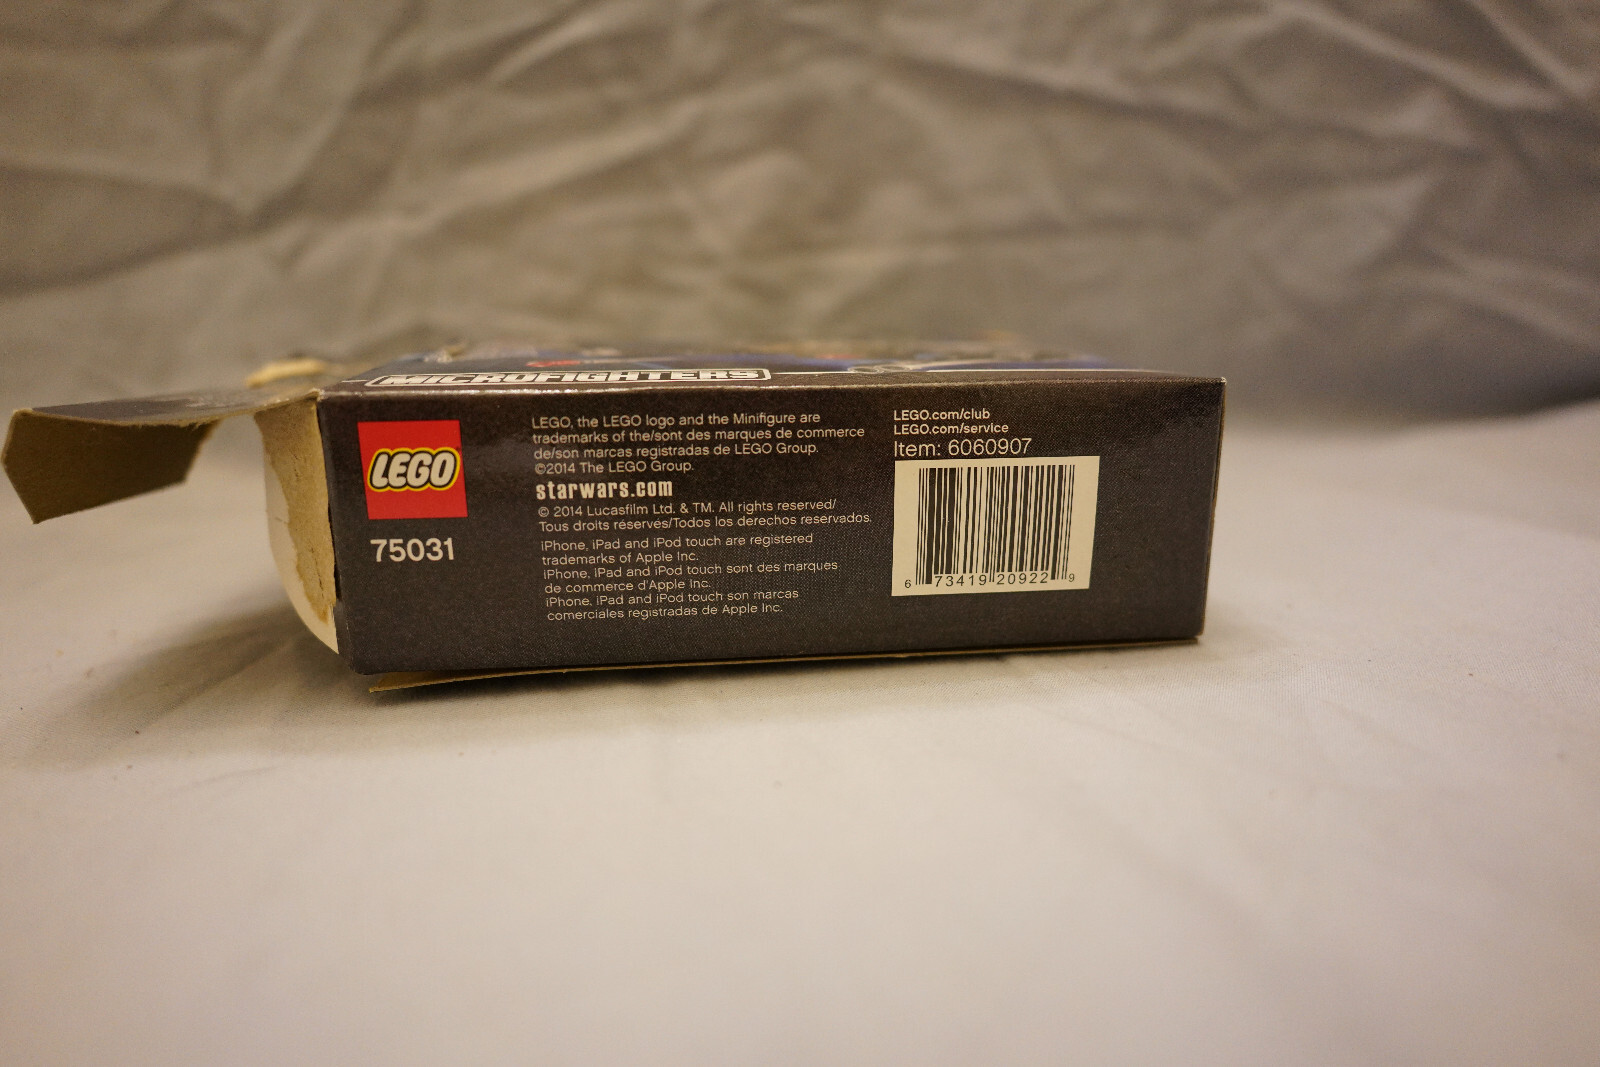 MICROFIGHTERS
LEGO
75031
LEGO, the LEGO logo and the Minifigure are
trademarks of the/sont des marques de commerce
de/son marcas registradas de LEGO Group.
©2014 The LEGO Group.
starwars.com
© 2014 Lucasfilm Ltd. & TM. All rights reserved/
Tous droits réservés/Todos los derechos reservados.
iPhone, iPad and iPod touch are registered
trademarks of Apple Inc.
iPhone, iPad and iPod touch sont des marques
de commerce d'Apple Inc.
iPhone, iPad and iPod touch son marcas
comerciales registradas de Apple Inc.
LEGO.com/club
LEGO.com/service
Item: 6060907
6 73419 20922 9